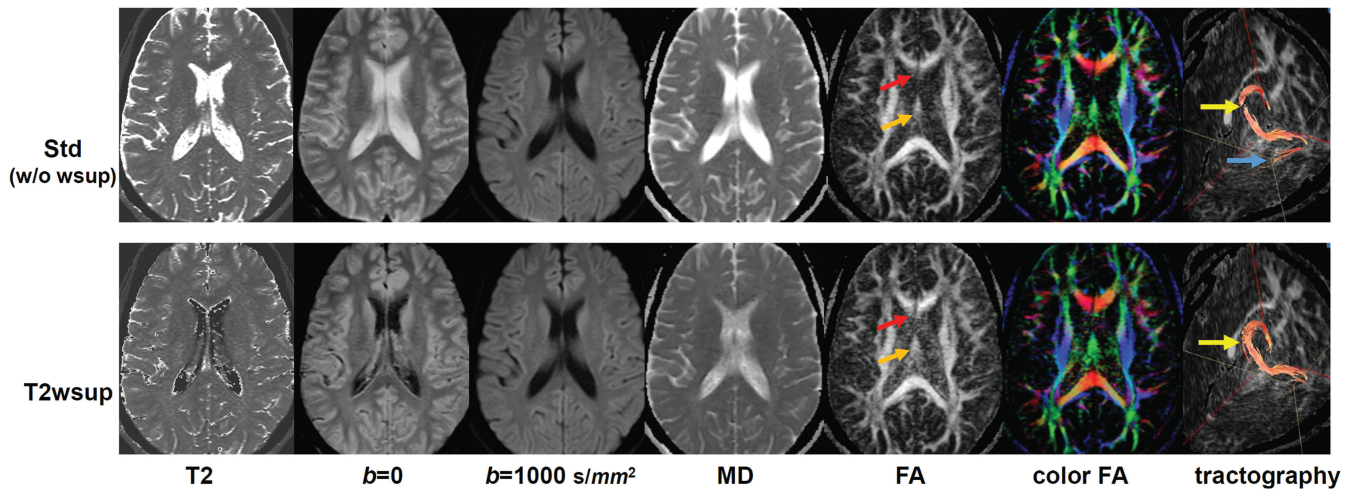 Std
(w/o wsup)
T2wsup
T2
b=0
b=1000 s/mm²
MD
FA
color FA
tractography